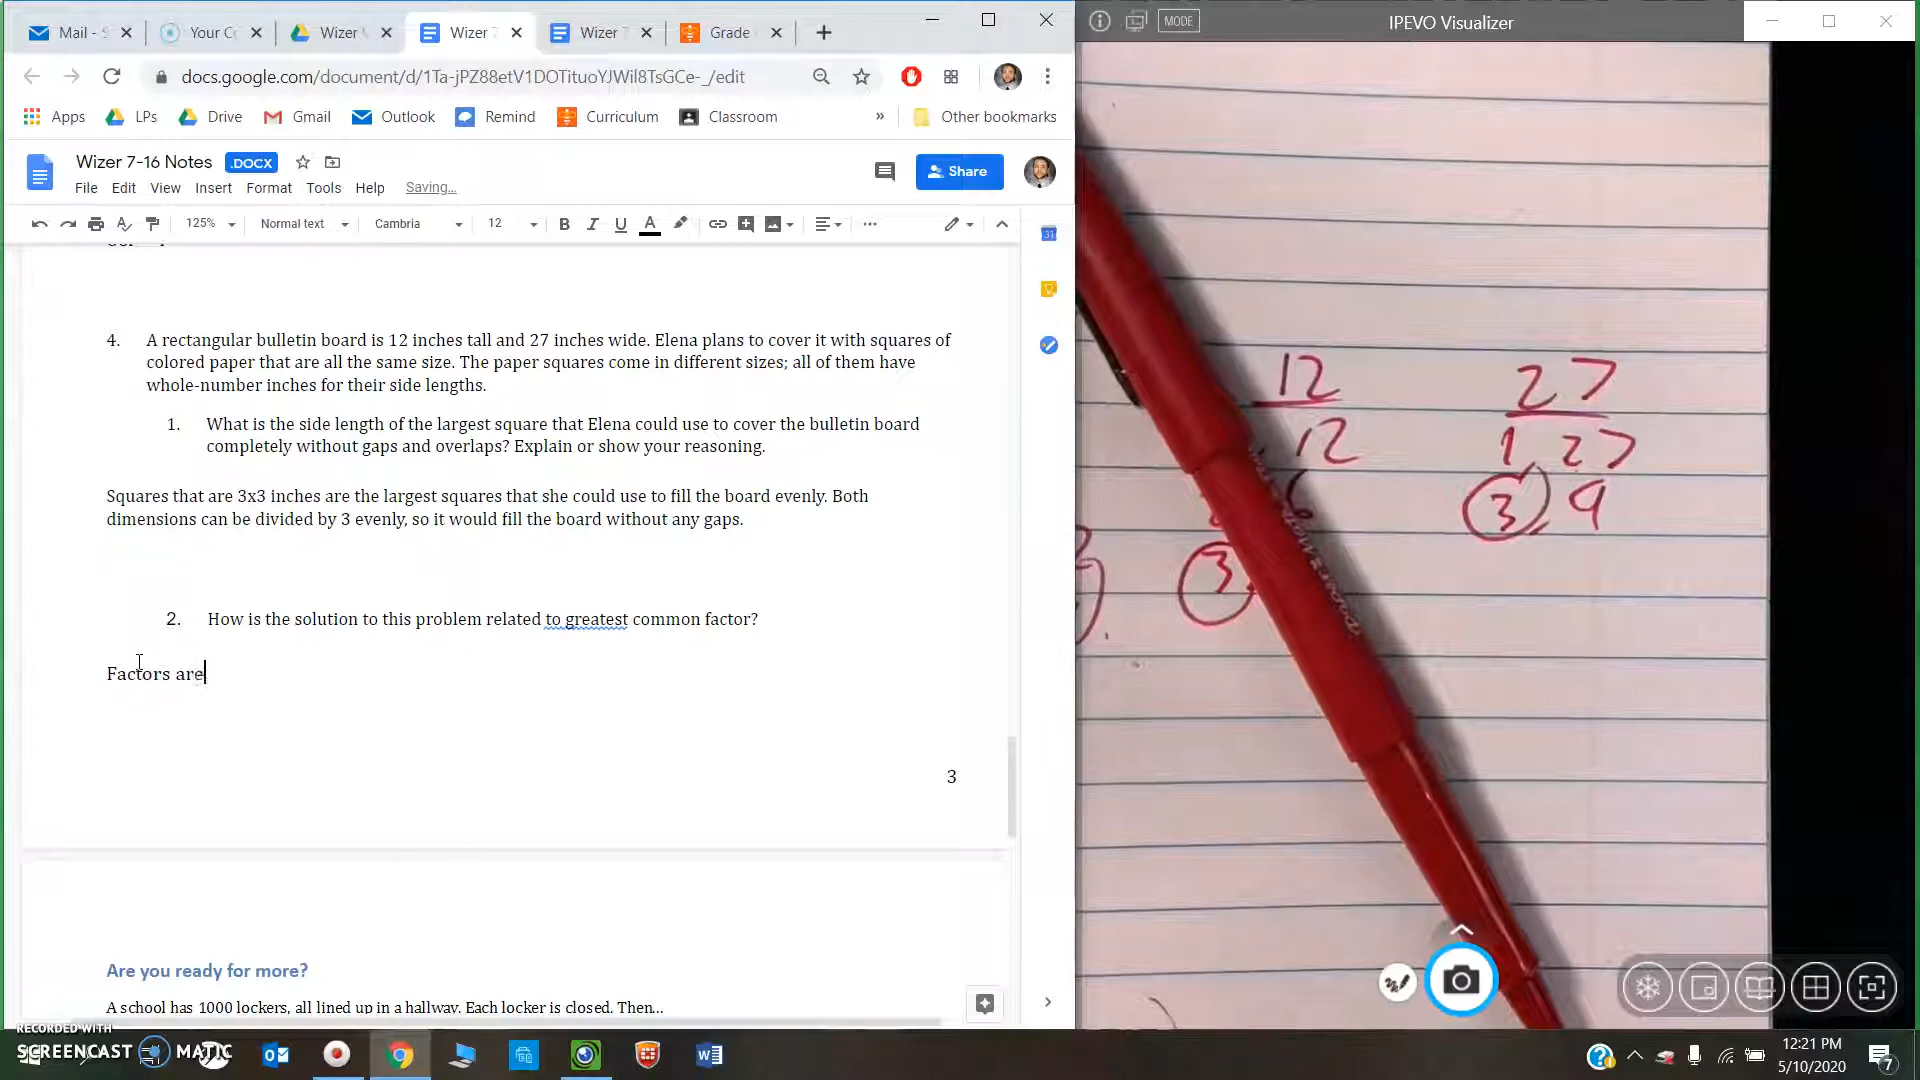 Mail - S
Your C
Wizer
Wizer 7
Wizer 7
Grade
IPEVO Visualizer
MODE
docs.google.com/document/d/1Ta-jPZ88etV1DOTituoYJWil8TsGCe-_/edit
Apps
LPs
Drive
Gmail
Outlook
Remind
Curriculum
Classroom
»
Other bookmarks
Wizer 7-16 Notes
.DOCX
Share
File Edit View Insert Format Tools Help Saving...
125% Normal text Cambria 12 B I U A
31
4. A rectangular bulletin board is 12 inches tall and 27 inches wide. Elena plans to cover it with squares of
colored paper that are all the same size. The paper squares come in different sizes; all of them have
whole-number inches for their side lengths.
1. What is the side length of the largest square that Elena could use to cover the bulletin board
completely without gaps and overlaps? Explain or show your reasoning.
Squares that are 3x3 inches are the largest squares that she could use to fill the board evenly. Both
dimensions can be divided by 3 evenly, so it would fill the board without any gaps.
2. How is the solution to this problem related to greatest common factor?
Factors are
3
Are you ready for more?
A school has 1000 lockers, all lined up in a hallway. Each locker is closed. Then...
12
12
6
3
27
1 27
3 9
RECORDED WITH
SCREENCAST MATIC
12:21 PM
5/10/2020
7